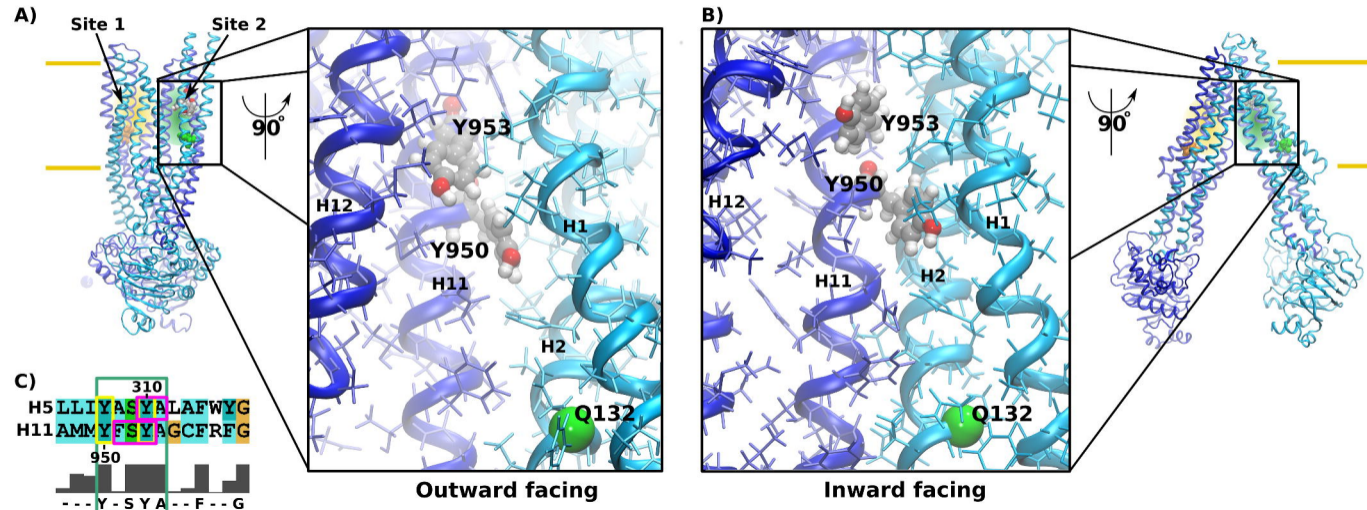 A)
Site 1
Site 2
90°
Y953
H12
Y950
H1
H11
H2
Q132
Outward facing
B)
Y953
Y950
H12
H1
H11
H2
Q132
Inward facing
90°
C)
310
H5 LLIYASYALAFWYG
H11 AMMYFSYAGCFRFG
950
---Y-SYA--F--G